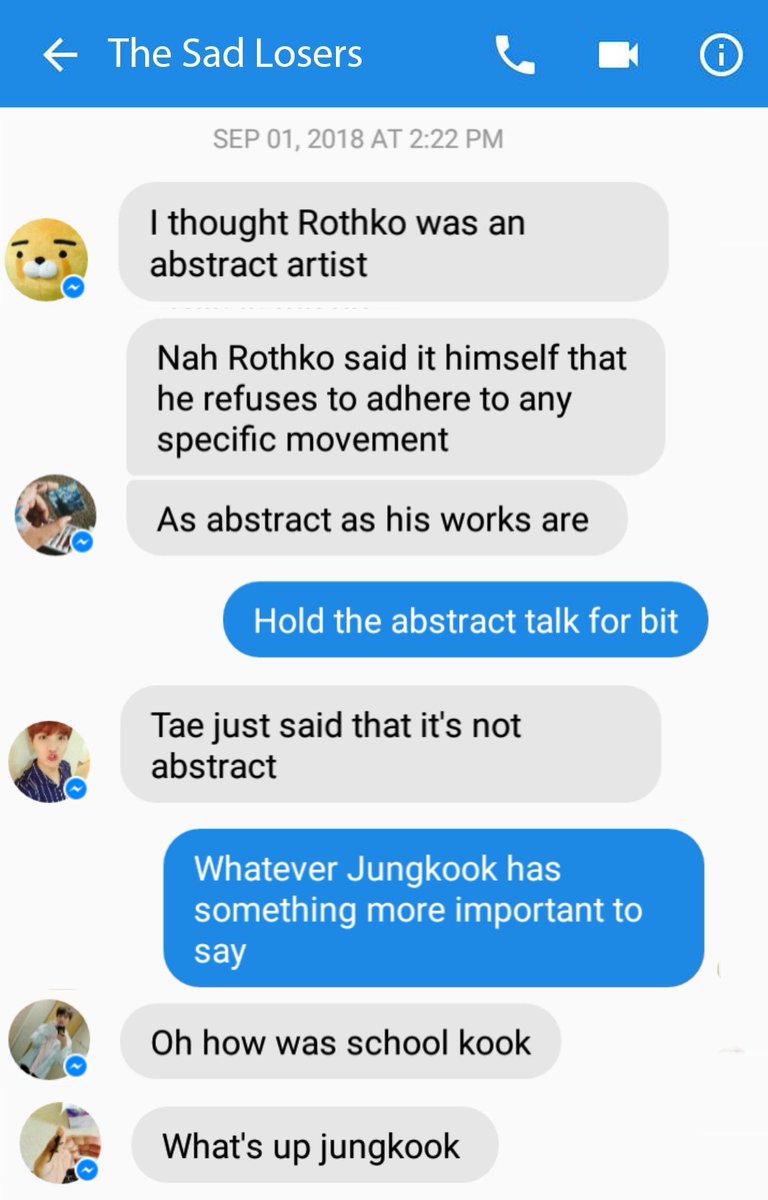 The Sad Losers
SEP 01, 2018 AT 2:22 PM
I thought Rothko was an
abstract artist
Nah Rothko said it himself that
he refuses to adhere to any
specific movement
As abstract as his works are
Hold the abstract talk for bit
Tae just said that it's not
abstract
Whatever Jungkook has
something more important to
say
Oh how was school kook
What's up jungkook